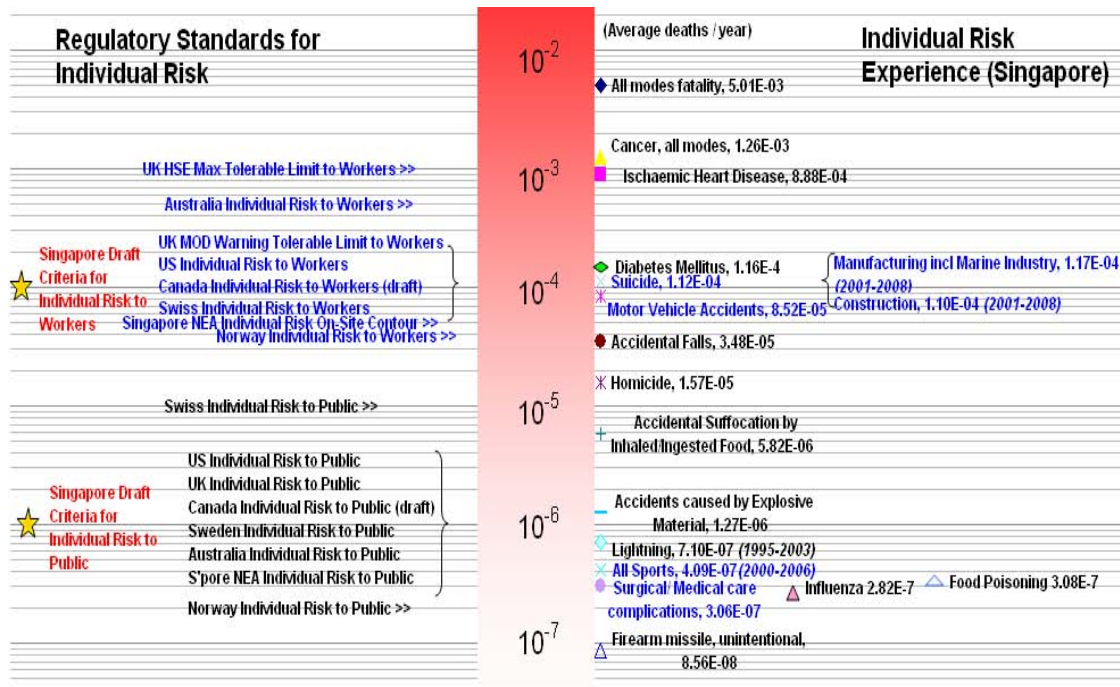 Regulatory Standards for
Individual Risk
UK HSE Max Tolerable Limit to Workers >>
Australia Individual Risk to Workers >>
Singapore Draft
Criteria for
Individual Risk to
Workers
UK MOD Warning Tolerable Limit to Workers
US Individual Risk to Workers
Canada Individual Risk to Workers (draft)
Swiss Individual Risk to Workers
Singapore NEA Individual Risk On-Site Contour >>
Norway Individual Risk to Workers >>
Swiss Individual Risk to Public >>
Singapore Draft
Criteria for
Individual Risk to
Public
US Individual Risk to Public
UK Individual Risk to Public
Canada Individual Risk to Public (draft)
Sweden Individual Risk to Public
Australia Individual Risk to Public
S'pore NEA Individual Risk to Public
Norway Individual Risk to Public >>
10⁻²
10⁻³
10⁻⁴
10⁻⁵
10⁻⁶
10⁻⁷
(Average deaths / year)
Individual Risk
Experience (Singapore)
All modes fatality, 5.01E-03
Cancer, all modes, 1.26E-03
Ischaemic Heart Disease, 8.88E-04
Diabetes Mellitus, 1.16E-4
Suicide, 1.12E-04
Motor Vehicle Accidents, 8.52E-05
Manufacturing incl Marine Industry, 1.17E-04
(2001-2008)
Construction, 1.10E-04 (2001-2008)
Accidental Falls, 3.48E-05
Homicide, 1.57E-05
Accidental Suffocation by
Inhaled/Ingested Food, 5.82E-06
Accidents caused by Explosive
Material, 1.27E-06
Lightning, 7.10E-07 (1995-2003)
All Sports, 4.09E-07 (2000-2006)
Surgical/ Medical care
complications, 3.06E-07
Influenza 2.82E-7
Food Poisoning 3.08E-7
Firearm missile, unintentional,
8.56E-08